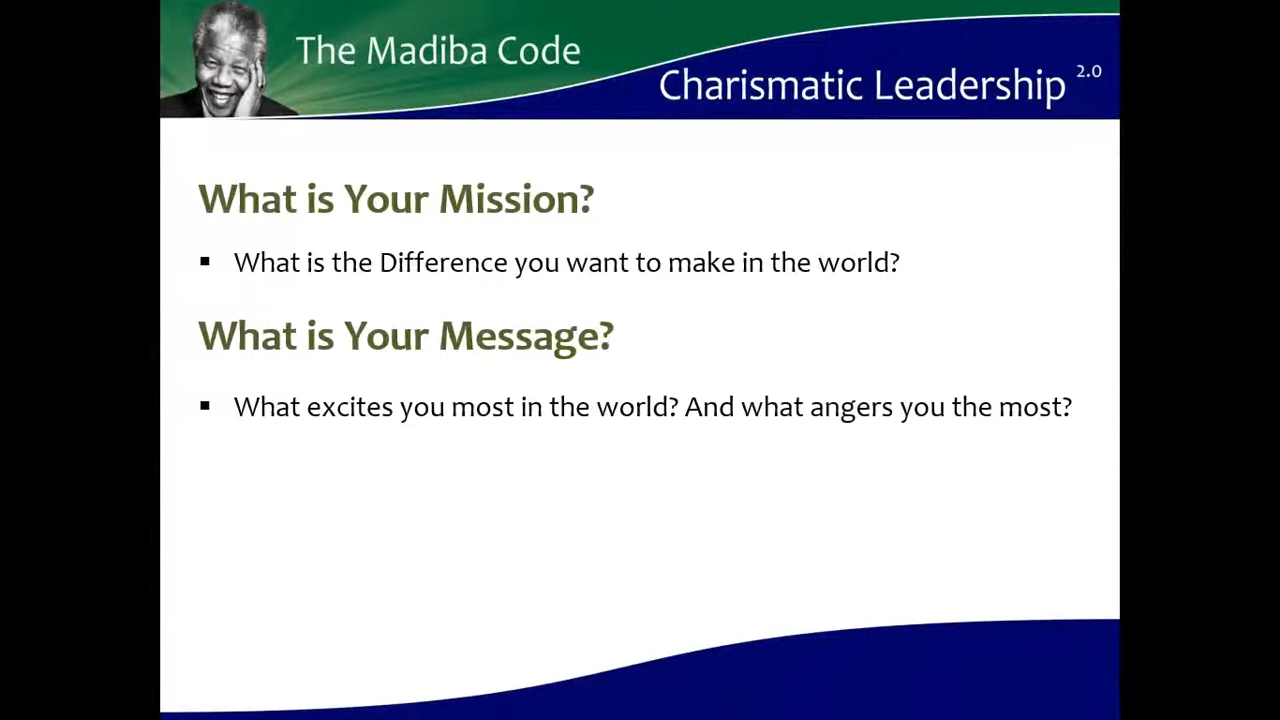 The Madiba Code
Charismatic Leadership 2.0
What is Your Mission?
▪ What is the Difference you want to make in the world?
What is Your Message?
▪ What excites you most in the world? And what angers you the most?